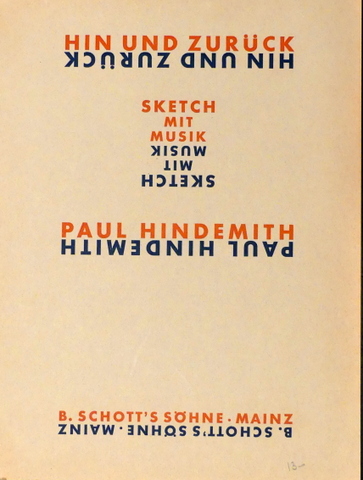 HIN UND ZURÜCK
HIN UND ZURÜCK
SKETCH
MIT
MUSIK
MUSIK
MIT
SKETCH
PAUL HINDEMITH
PAUL HINDEMITH
B. SCHOTT'S SÖHNE · MAINZ
B. SCHOTT'S SÖHNE · MAINZ
13.—